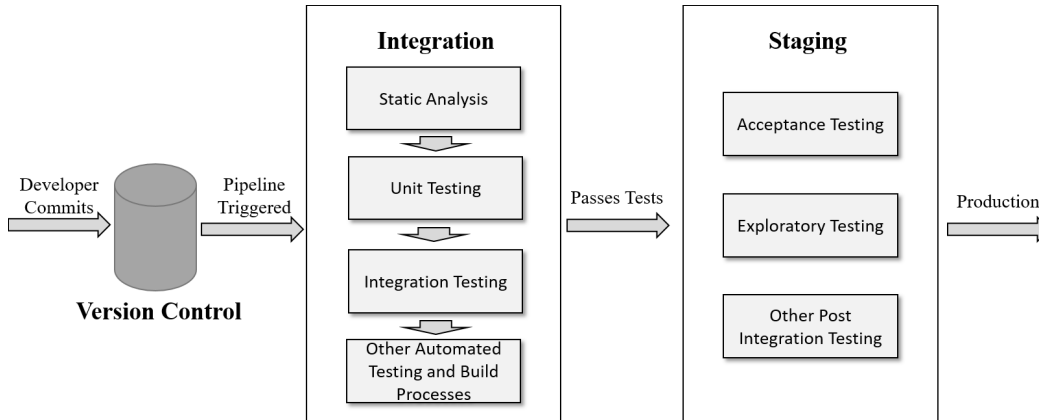 Developer
Commits
Version Control
Pipeline
Triggered
Integration
Static Analysis
Unit Testing
Integration Testing
Other Automated
Testing and Build
Processes
Passes Tests
Staging
Acceptance Testing
Exploratory Testing
Other Post
Integration Testing
Production